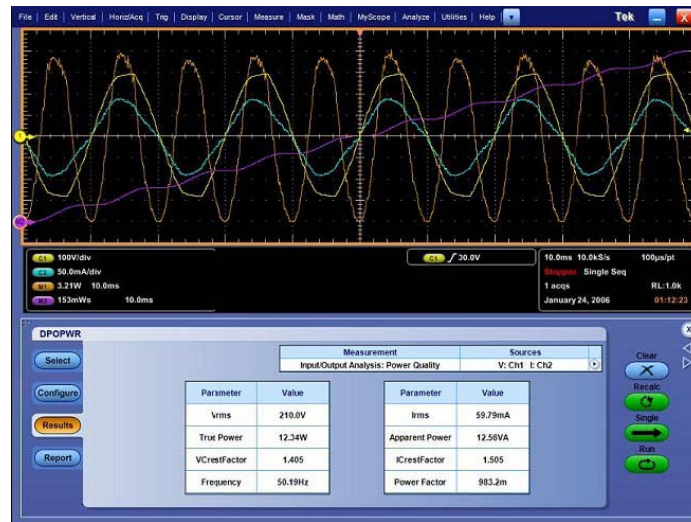 File | Edit | Vertical | Horiz/Acq | Trig | Display | Cursor | Measure | Mask | Math | MyScope | Analyze | Utilities | Help | Tek X
1
M2
C1 100V/div
C2 50.0mA/div
M1 3.21W 10.0ms
M2 153mWs 10.0ms
C1 30.0V
10.0ms 10.0kS/s 100µs/pt
Stopped Single Seq
1 acqs RL:1.0k
January 24, 2006 01:12:23
DPOPWR
Select
Configure
Results
Report
Measurement Sources
Input/Output Analysis: Power Quality V: Ch1 I: Ch2
Parameter Value
Vrms 210.0V
True Power 12.34W
VCrestFactor 1.405
Frequency 50.19Hz
Parameter Value
Irms 59.79mA
Apparent Power 12.56VA
ICrestFactor 1.505
Power Factor 983.2m
Clear
Recalc
Single
Run